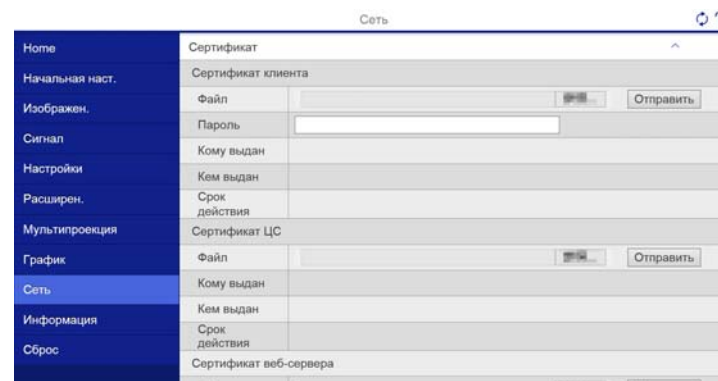 Сеть
Home
Начальная наст.
Изображен.
Сигнал
Настройки
Расширен.
Мультипроекция
График
Сеть
Информация
Сброс
Сертификат
Сертификат клиента
Файл
Отправить
Пароль
Кому выдан
Кем выдан
Срок
действия
Сертификат ЦС
Файл
Отправить
Кому выдан
Кем выдан
Срок
действия
Сертификат веб-сервера